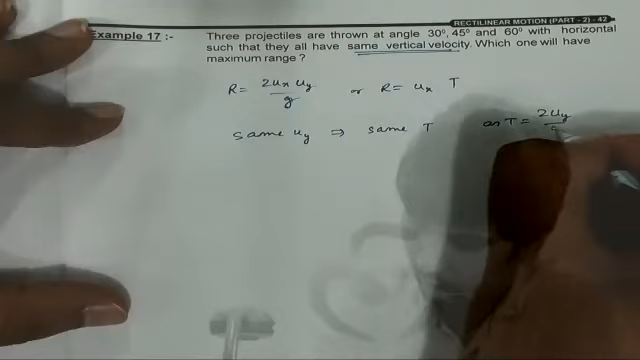 RECTILINEAR MOTION (PART - 2) - 42
Example 17 :- Three projectiles are thrown at angle 30°, 45° and 60° with horizontal
such that they all have same vertical velocity. Which one will have
maximum range ?
R = 2uₓ u_y / g or R = uₓ T
same u_y ⇒ same T as T = 2u_y / g